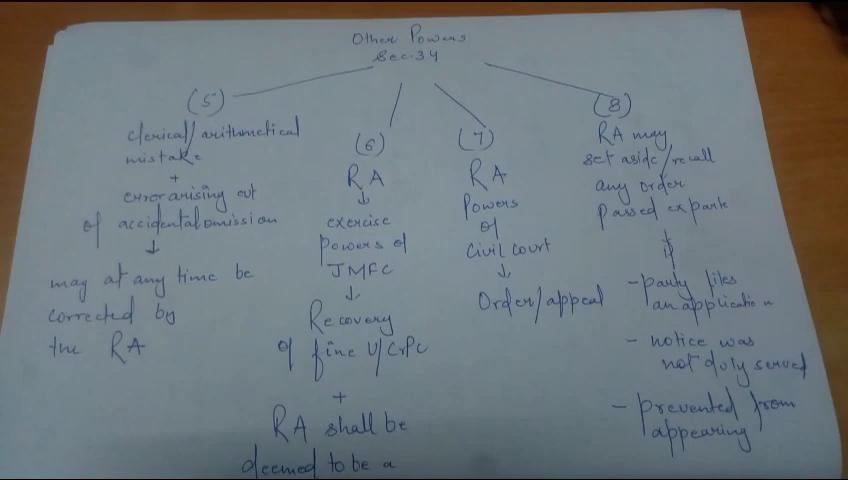 Other Powers
Sec-34
(5)
clerical/arithmetical
mistake
+
error arising out
of accidental omission
↓
may at any time be
corrected by
the RA
(6)
RA
↓
exercise
powers of
JMFC
↓
Recovery
of fine U/CrPC
+
RA shall be
deemed to be a
(7)
RA
Powers
of
Civil court
↓
Order/appeal
(8)
RA may
set aside/recall
any order
passed ex parte
↓
if
- party files
an application
- notice was
not duly served
- prevented from
appearing